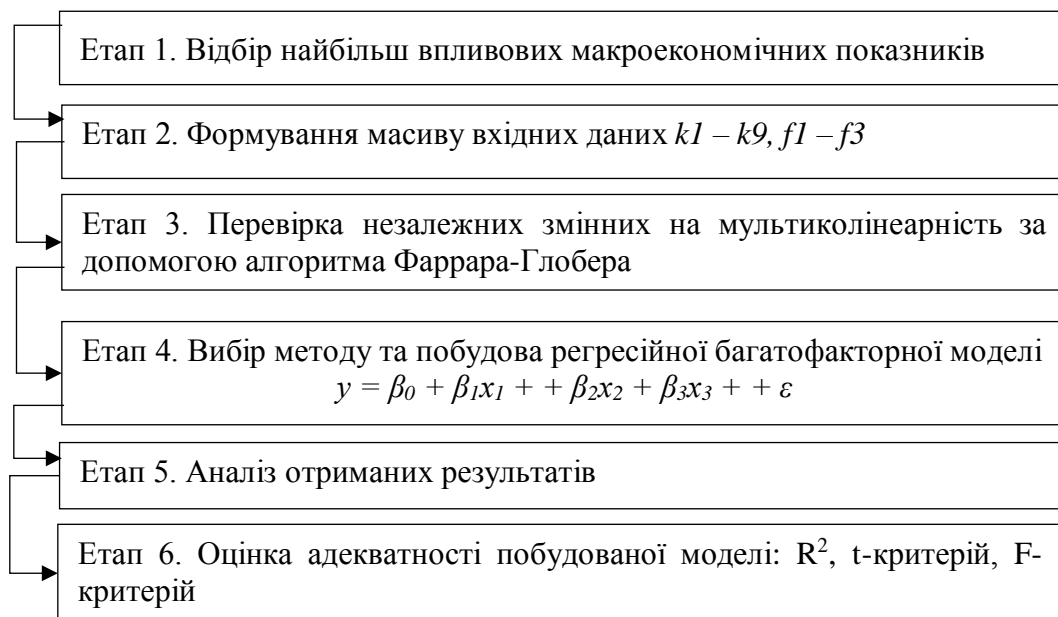 Етап 1. Відбір найбільш впливових макроекономічних показників
Етап 2. Формування масиву вхідних даних k1 – k9, f1 – f3
Етап 3. Перевірка незалежних змінних на мультиколінеарність за
допомогою алгоритма Фаррара-Глобера
Етап 4. Вибір методу та побудова регресійної багатофакторної моделі
y = β₀ + β₁x₁ + + β₂x₂ + β₃x₃ + + ε
Етап 5. Аналіз отриманих результатів
Етап 6. Оцінка адекватності побудованої моделі: R², t-критерій, F-
критерій